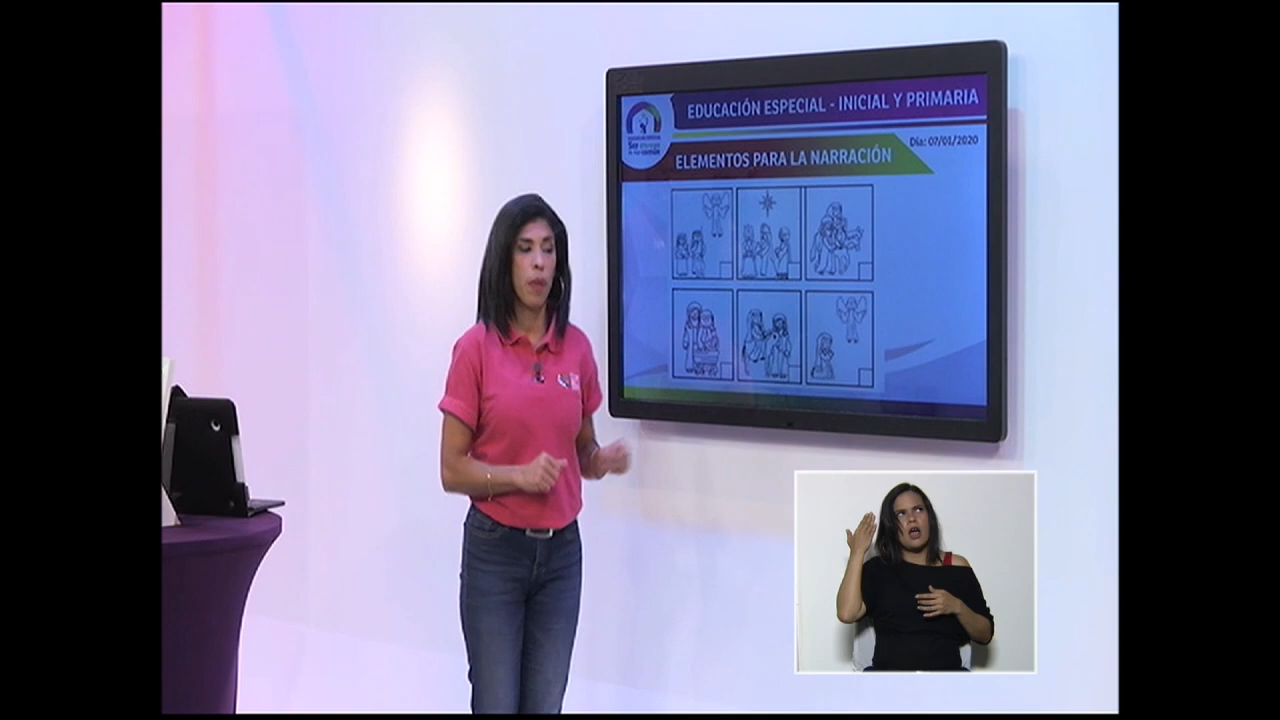 EDUCACIÓN ESPECIAL - INICIAL Y PRIMARIA
Día: 07/01/2020
ELEMENTOS PARA LA NARRACIÓN